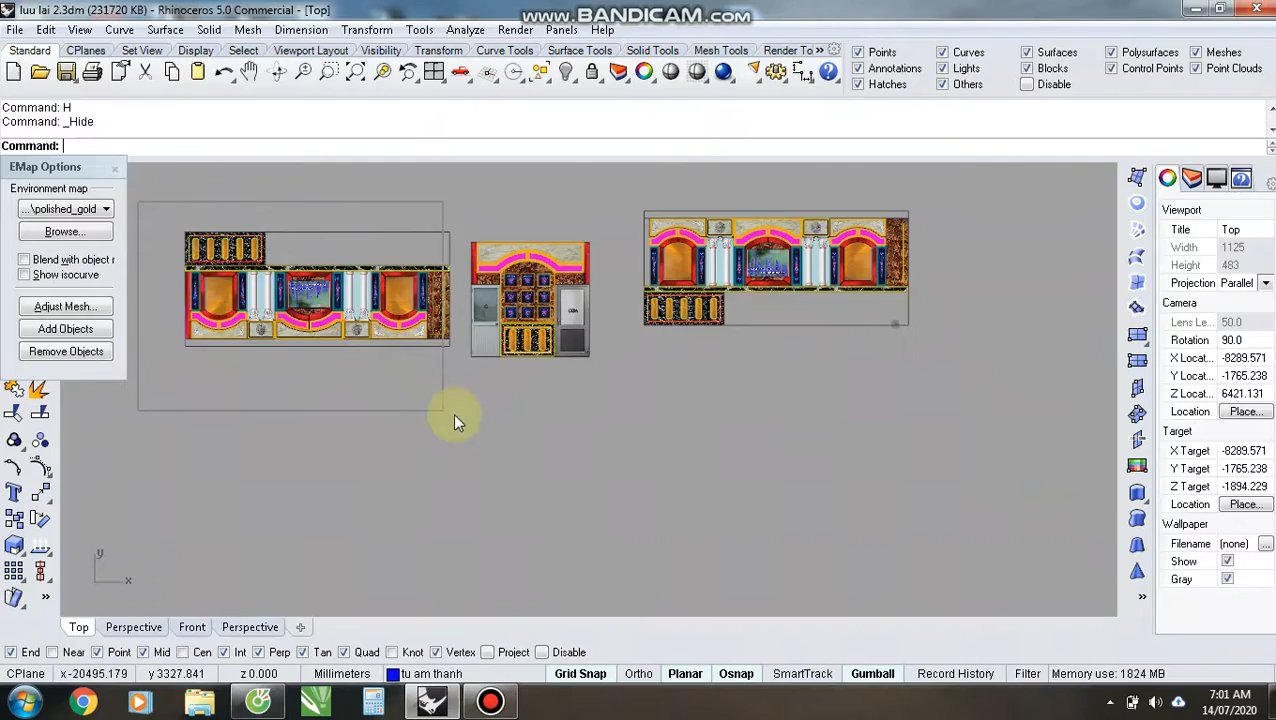 luu lai 2.3dm (231720 KB) - Rhinoceros 5.0 Commercial - [Top]
www.BANDICAM.com
File Edit View Curve Surface Solid Mesh Dimension Transform Tools Analyze Render Panels Help
Standard CPlanes Set View Display Select Viewport Layout Visibility Transform Curve Tools Surface Tools Solid Tools Mesh Tools Render To
Points Curves Surfaces Polysurfaces Meshes
Annotations Lights Blocks Control Points Point Clouds
Hatches Others Disable
Command: H
Command: _Hide
Command:
EMap Options
Environment map
...\polished_gold
Browse...
Blend with object r
Show isocurve
Adjust Mesh...
Add Objects
Remove Objects
Viewport
Title Top
Width 1125
Height 483
Projection Parallel
Camera
Lens Le... 50.0
Rotation 90.0
X Locat... -8289.571
Y Locat... -1765.238
Z Locat... 6421.131
Location Place...
Target
X Target -8289.571
Y Target -1765.238
Z Target -1894.229
Location Place...
Wallpaper
Filename (none) ...
Show
Gray
y
x
Top Perspective Front Perspective
End Near Point Mid Cen Int Perp Tan Quad Knot Vertex Project Disable
CPlane x -20495.179 y 3327.841 z 0.000 Millimeters tu am thanh Grid Snap Ortho Planar Osnap SmartTrack Gumball Record History Filter Memory use: 1824 MB
7:01 AM
14/07/2020